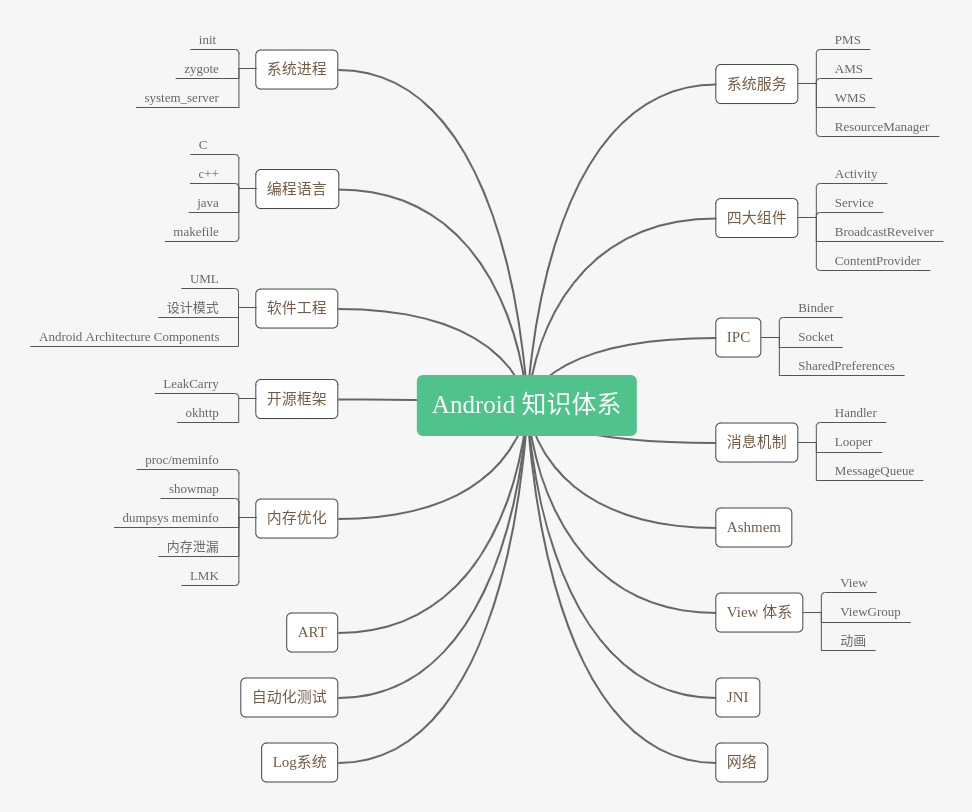 Android 知识体系
系统进程
init
zygote
system_server
编程语言
C
c++
java
makefile
软件工程
UML
设计模式
Android Architecture Components
开源框架
LeakCarry
okhttp
内存优化
proc/meminfo
showmap
dumpsys meminfo
内存泄漏
LMK
ART
自动化测试
Log系统
系统服务
PMS
AMS
WMS
ResourceManager
四大组件
Activity
Service
BroadcastReveiver
ContentProvider
IPC
Binder
Socket
SharedPreferences
消息机制
Handler
Looper
MessageQueue
Ashmem
View 体系
View
ViewGroup
动画
JNI
网络